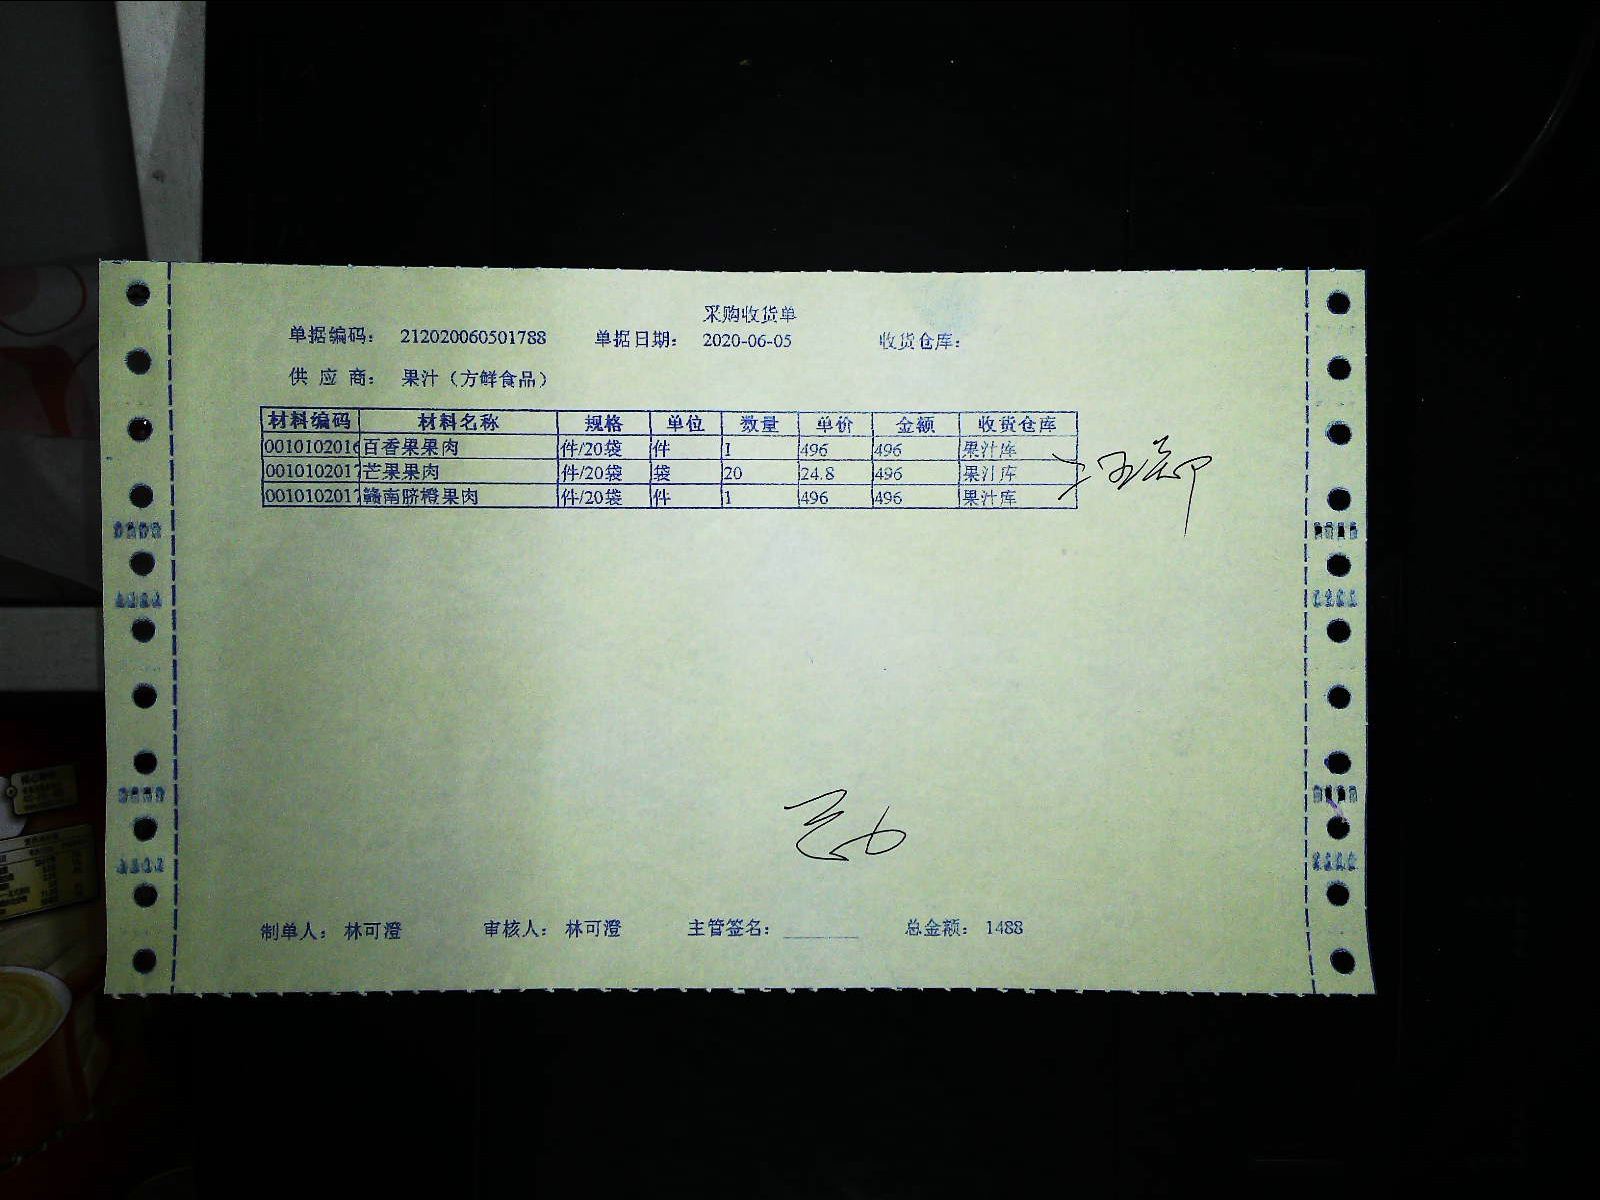 采购收货单
单据编码： 212020060501788 单据日期： 2020-06-05 收货仓库：
供 应 商： 果汁（方鲜食品）
材料编码 材料名称 规格 单位 数量 单价 金额 收货仓库
0010102016 百香果果肉 件/20袋 件 1 496 496 果汁库
0010102017 芒果果肉 件/20袋 袋 20 24.8 496 果汁库
0010102017 赣南脐橙果肉 件/20袋 件 1 496 496 果汁库
制单人： 林可澄 审核人： 林可澄 主管签名： 总金额： 1488